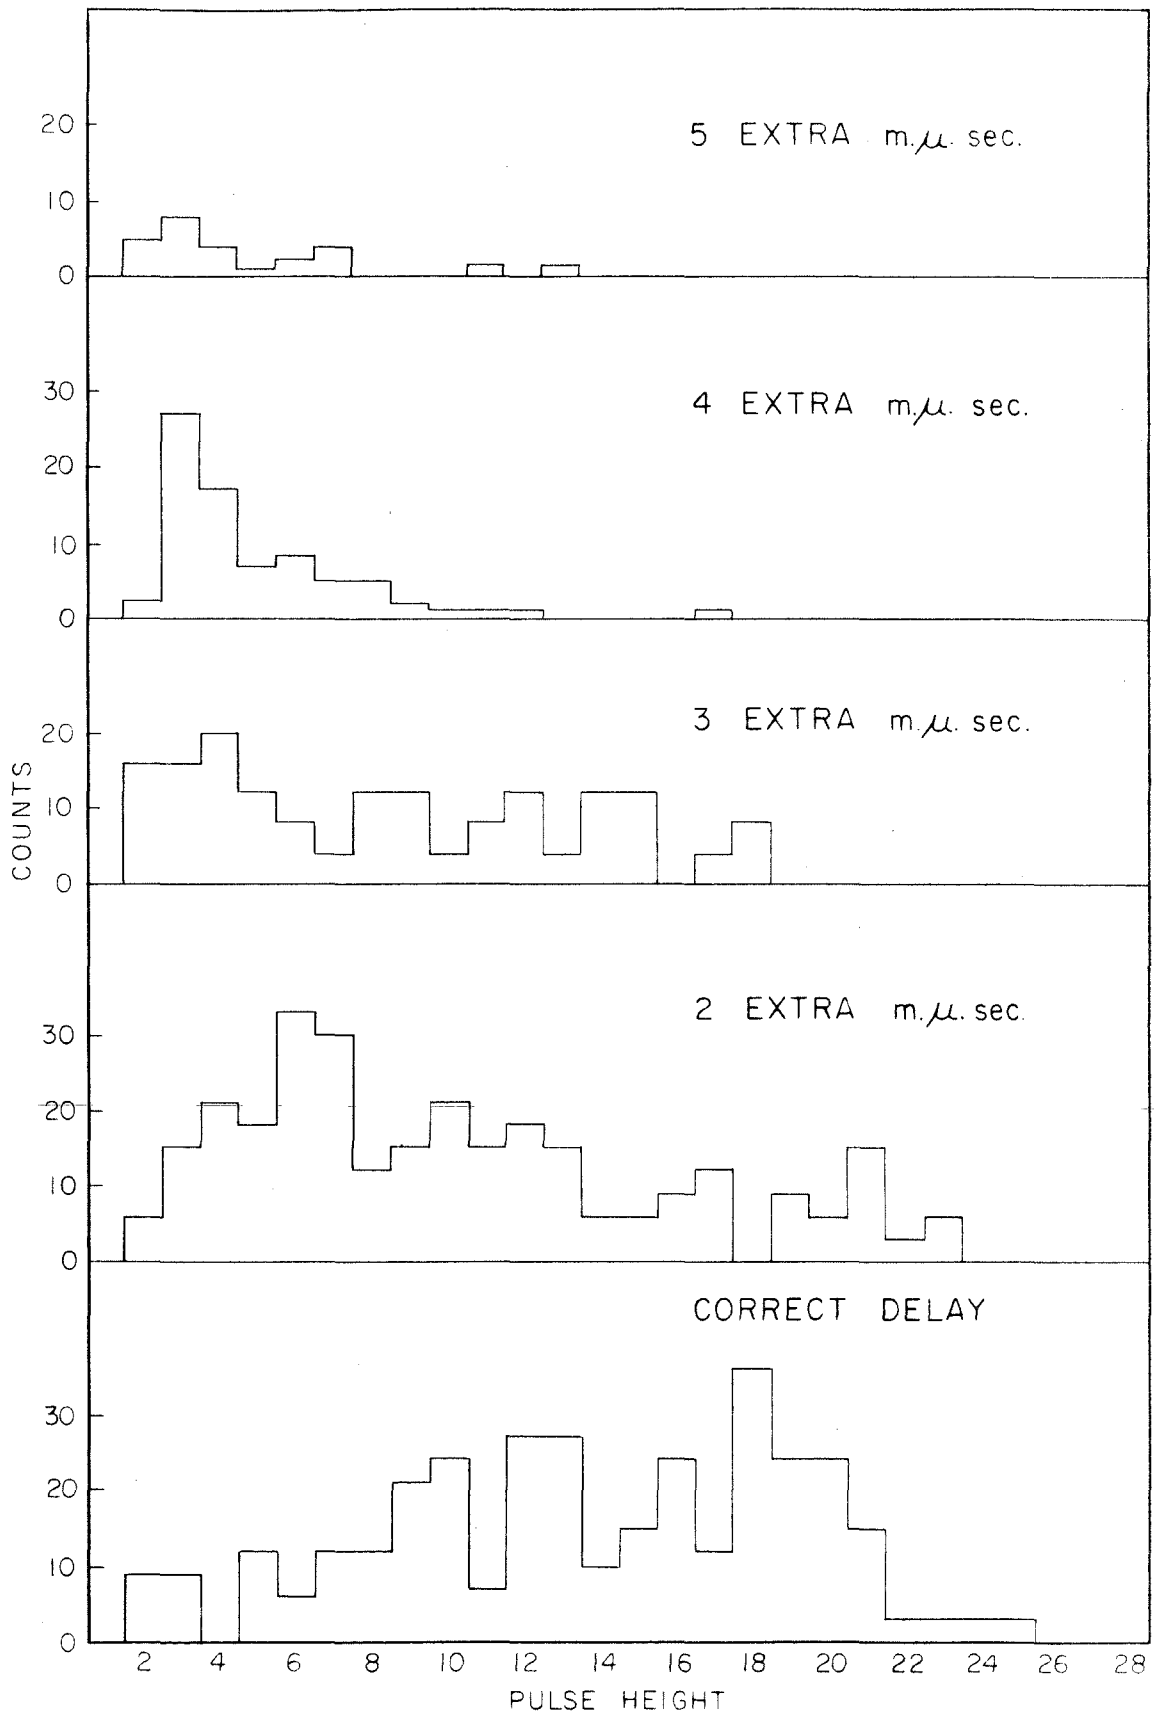 20
5 EXTRA m.μ. sec.
10
0
30
4 EXTRA m.μ. sec.
20
10
0
3 EXTRA m.μ. sec.
20
10
0
COUNTS
2 EXTRA m.μ. sec.
30
20
10
0
CORRECT DELAY
30
20
10
0
2 4 6 8 10 12 14 16 18 20 22 24 26 28
PULSE HEIGHT